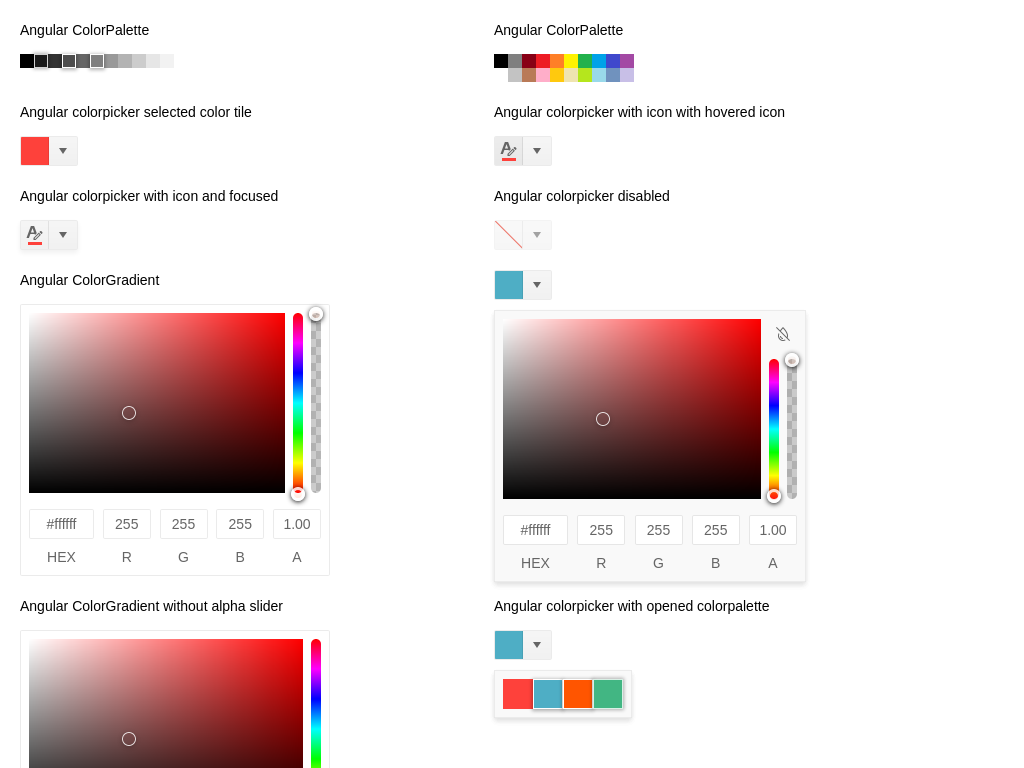 Angular ColorPalette
Angular ColorPalette
Angular colorpicker selected color tile
Angular colorpicker with icon with hovered icon
Angular colorpicker with icon and focused
Angular colorpicker disabled
Angular ColorGradient
#ffffff 255 255 255 1.00
HEX R G B A
#ffffff 255 255 255 1.00
HEX R G B A
Angular ColorGradient without alpha slider
Angular colorpicker with opened colorpalette